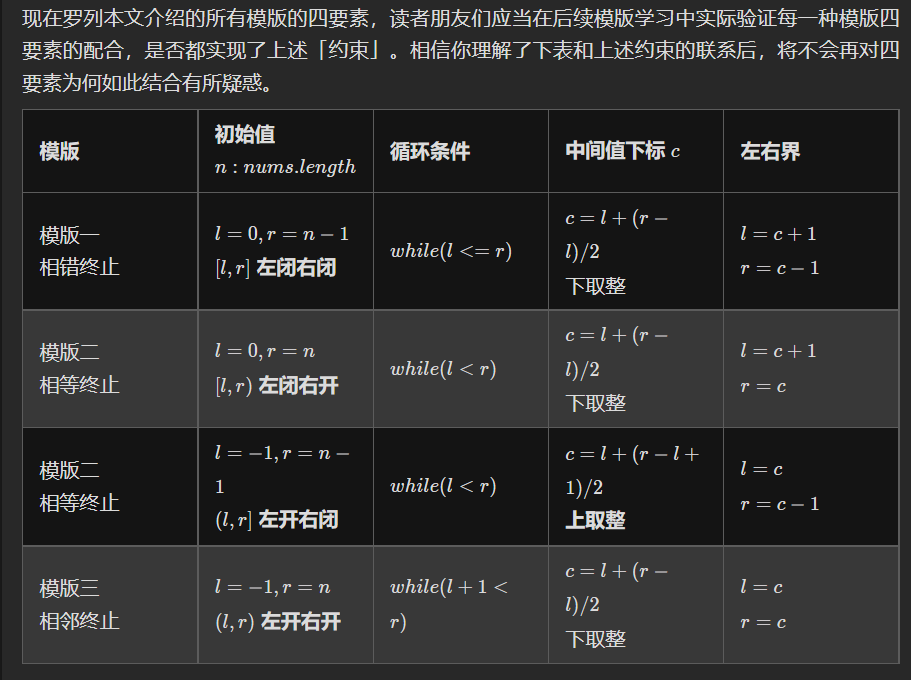 现在罗列本文介绍的所有模版的四要素，读者朋友们应当在后续模版学习中实际验证每一种模版四
要素的配合，是否都实现了上述「约束」。相信你理解了下表和上述约束的联系后，将不会再对四
要素为何如此结合有所疑惑。
模版
初始值
n : nums.length
循环条件
中间值下标 c
左右界
模版一
相错终止
l = 0, r = n − 1
[l, r] 左闭右闭
while(l <= r)
c = l + (r −
l)/2
下取整
l = c + 1
r = c − 1
模版二
相等终止
l = 0, r = n
[l, r) 左闭右开
while(l < r)
c = l + (r −
l)/2
下取整
l = c + 1
r = c
模版二
相等终止
l = −1, r = n −
1
(l, r] 左开右闭
while(l < r)
c = l + (r − l +
1)/2
上取整
l = c
r = c − 1
模版三
相邻终止
l = −1, r = n
(l, r) 左开右开
while(l + 1 <
r)
c = l + (r −
l)/2
下取整
l = c
r = c